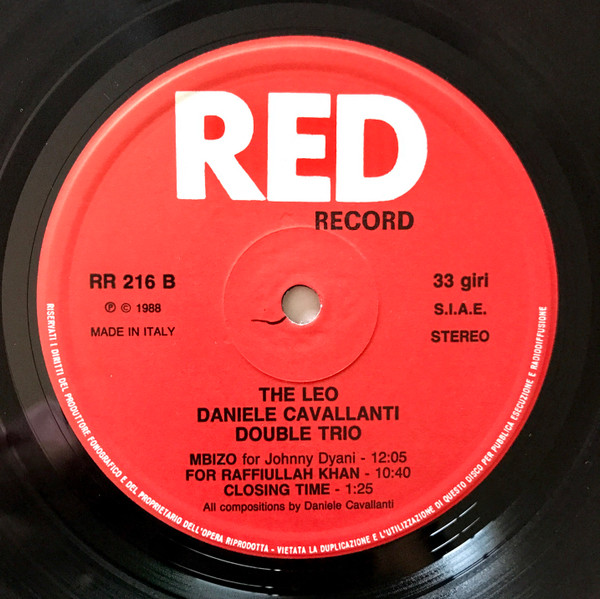 RED
RECORD
RR 216 B
℗ © 1988
MADE IN ITALY
33 giri
S.I.A.E.
STEREO
THE LEO
DANIELE CAVALLANTI
DOUBLE TRIO
MBIZO for Johnny Dyani - 12:05
FOR RAFFIULLAH KHAN - 10:40
CLOSING TIME - 1:25
All compositions by Daniele Cavallanti
RISERVATI I DIRITTI DEL PRODUTTORE FONOGRAFICO E DEL PROPRIETARIO DELL'OPERA RIPRODOTTA - VIETATA LA DUPLICAZIONE E L'UTILIZZAZIONE DI QUESTO DISCO PER PUBBLICA ESECUZIONE E RADIODIFFUSIONE